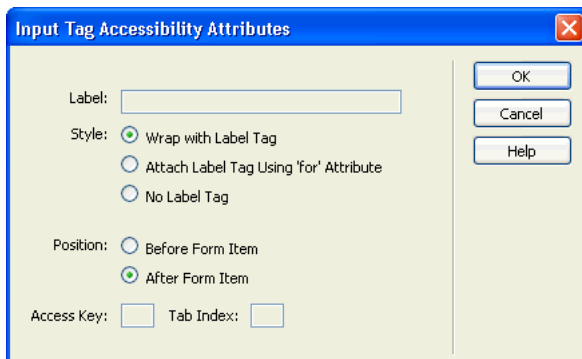 Input Tag Accessibility Attributes
Label:
Style: Wrap with Label Tag
Attach Label Tag Using 'for' Attribute
No Label Tag
Position: Before Form Item
After Form Item
Access Key: Tab Index:
OK
Cancel
Help